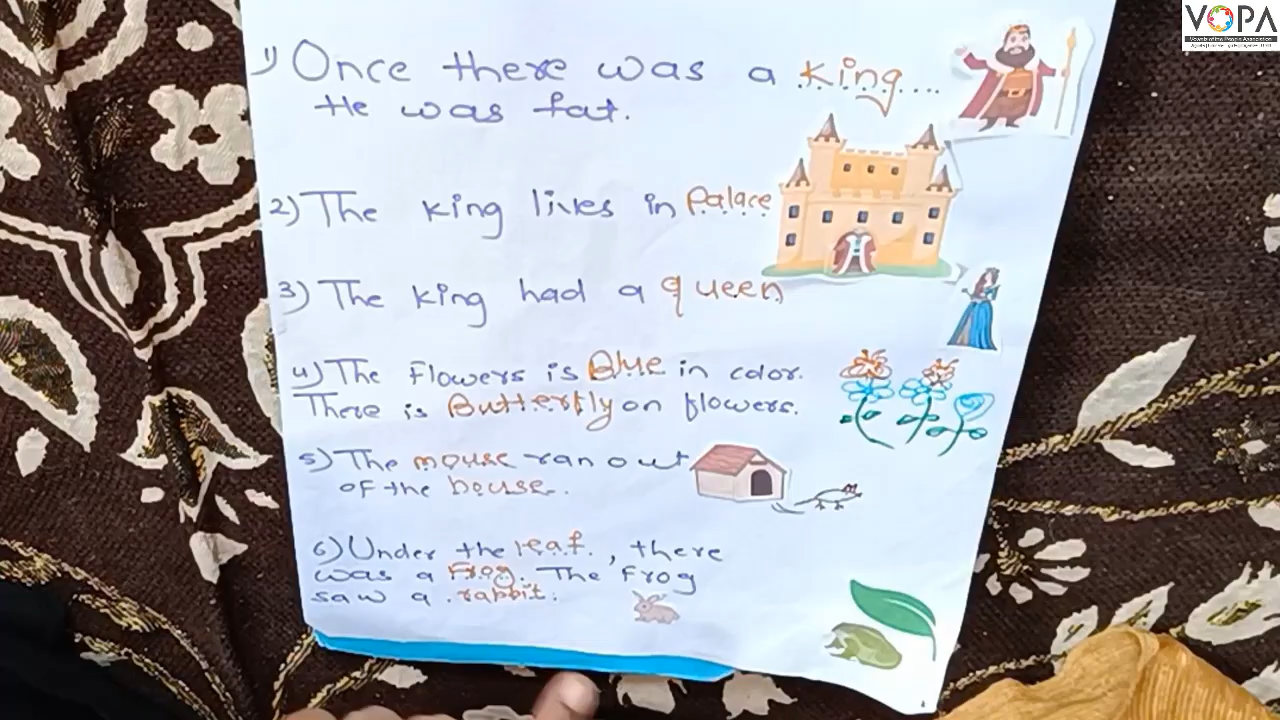 VOPA
1) Once there was a king....
He was fat.
2) The king lives in Palace
3) The king had a queen
4) The Flowers is Blue in color.
There is Butterfly on flowers.
5) The mouse ran out
of the house.
6) Under the leaf., there
was a Frog. The Frog
saw a rabbit.